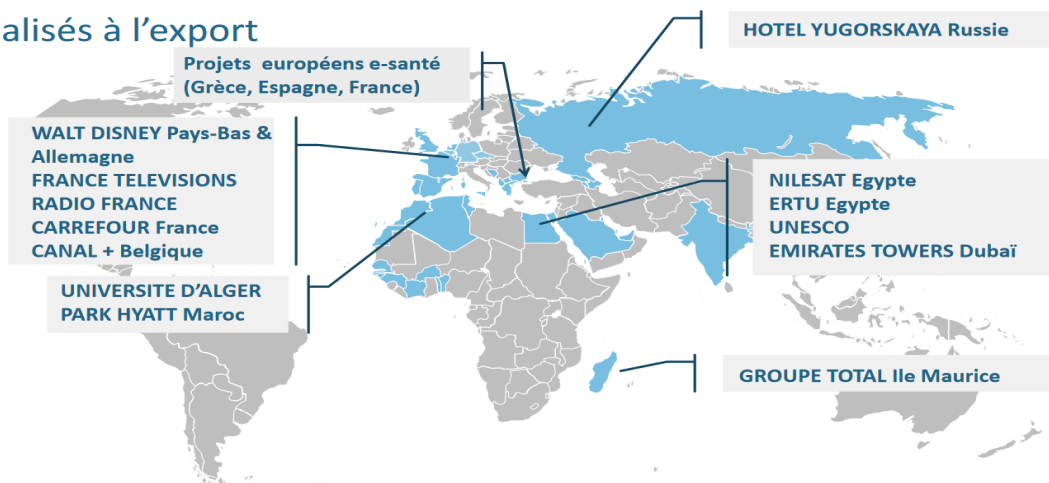 alisés à l'export
HOTEL YUGORSKAYA Russie
Projets européens e-santé
(Grèce, Espagne, France)
WALT DISNEY Pays-Bas &
Allemagne
FRANCE TELEVISIONS
RADIO FRANCE
CARREFOUR France
CANAL + Belgique
NILESAT Egypte
ERTU Egypte
UNESCO
EMIRATES TOWERS Dubaï
UNIVERSITE D'ALGER
PARK HYATT Maroc
GROUPE TOTAL Ile Maurice